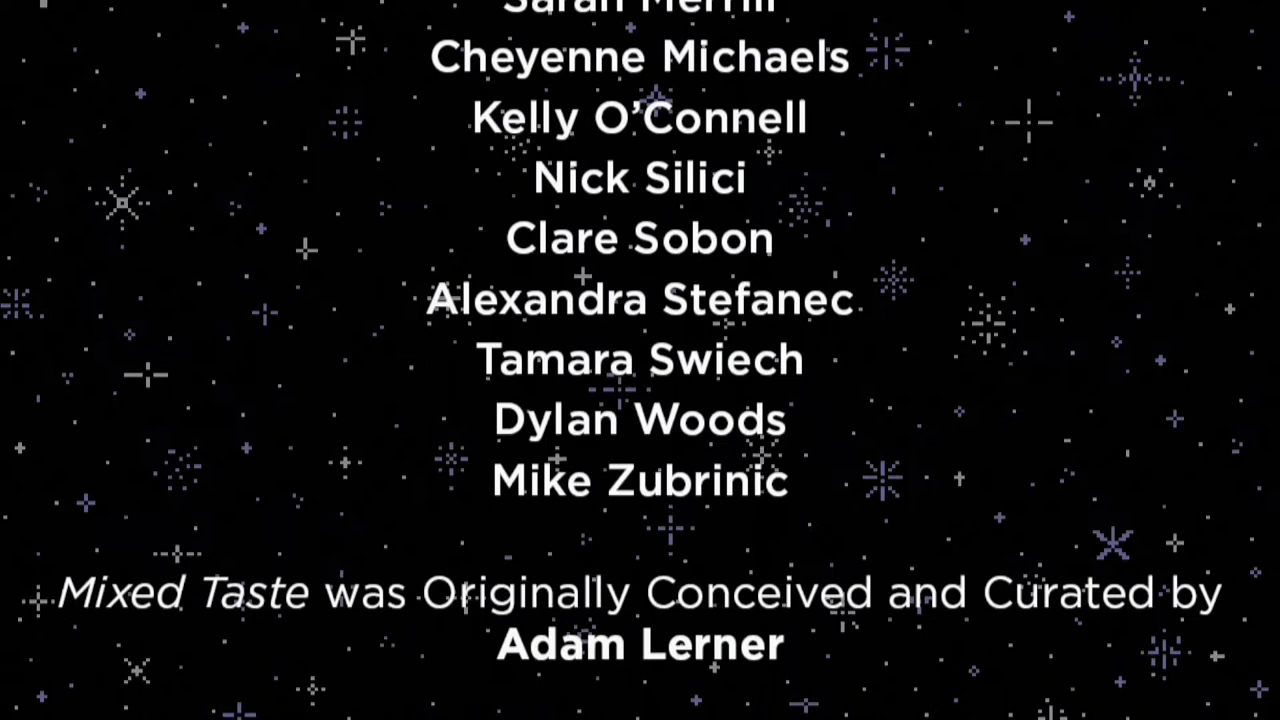 Sarah Merrill
Cheyenne Michaels
Kelly O’Connell
Nick Silici
Clare Sobon
Alexandra Stefanec
Tamara Swiech
Dylan Woods
Mike Zubrinic
Mixed Taste was Originally Conceived and Curated by
Adam Lerner